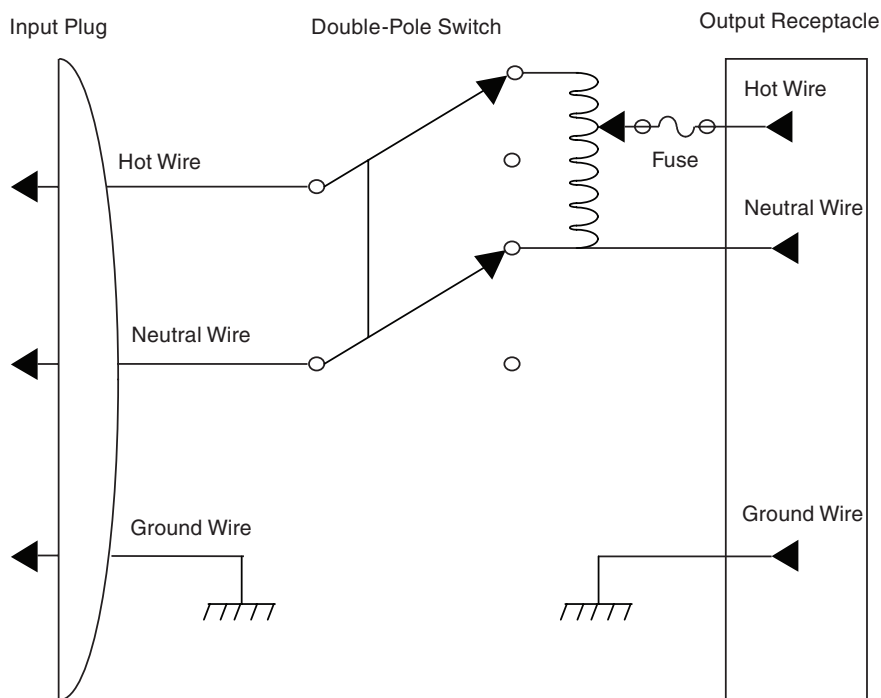 Input Plug
Double-Pole Switch
Output Receptacle
Hot Wire
Fuse
Hot Wire
Neutral Wire
Neutral Wire
Ground Wire
Ground Wire